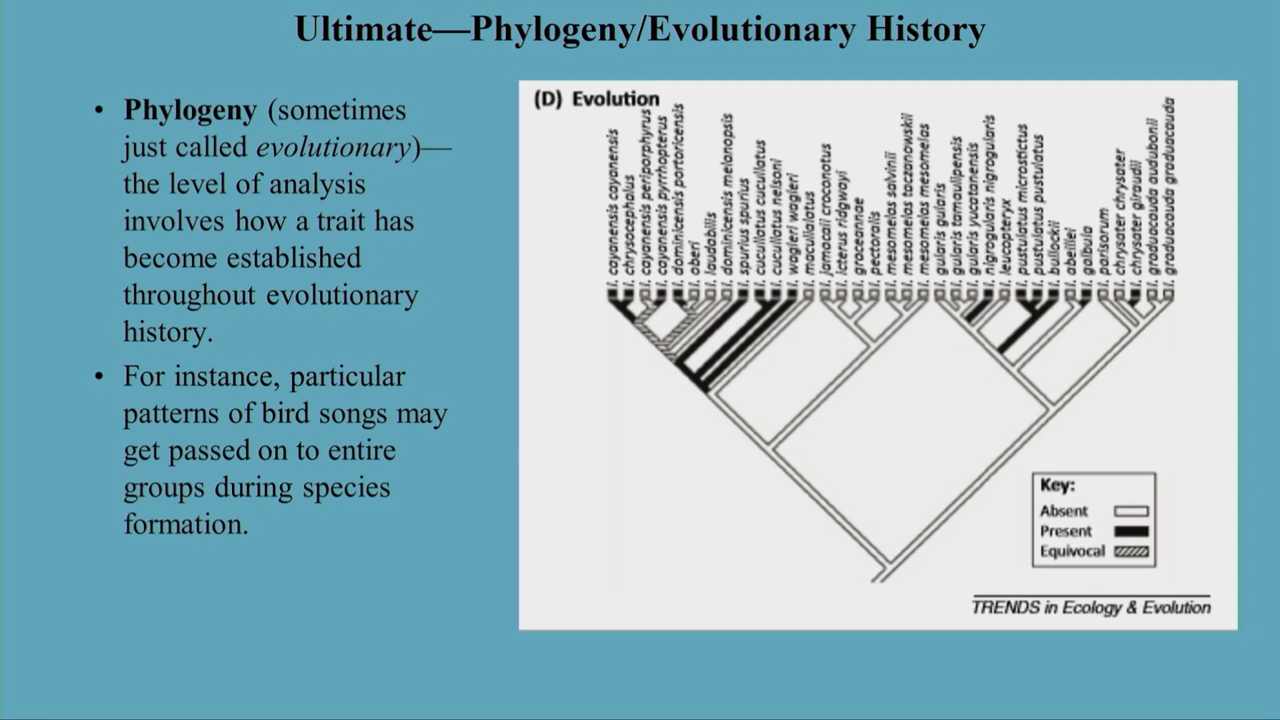 Ultimate—Phylogeny/Evolutionary History
• Phylogeny (sometimes
just called evolutionary)—
the level of analysis
involves how a trait has
become established
throughout evolutionary
history.
• For instance, particular
patterns of bird songs may
get passed on to entire
groups during species
formation.
(D) Evolution
I. cayanensis cayanensis
I. chrysocephalus
I. cayanensis periporphyrus
I. cayanensis pyrrhopterus
I. dominicensis portoricensis
I. oberi
I. laudabilis
I. dominicensis melanopsis
I. spurius spurius
I. cucullatus cucullatus
I. cucullatus nelsoni
I. wagleri wagleri
I. maculialatus
I. jamacaii croconotus
I. icterus ridgwayi
I. graceannae
I. pectoralis
I. mesomelas salvinii
I. mesomelas taczanowskii
I. mesomelas mesomelas
I. gularis gularis
I. gularis tamaulipensis
I. gularis yucatanensis
I. nigrogularis nigrogularis
I. leucopteryx
I. pustulatus microstictus
I. pustulatus pustulatus
I. bullockii
I. abeillei
I. galbula
I. parisorum
I. chrysater chrysater
I. chrysater giraudii
I. graduacauda audubonii
I. graduacauda graduacauda
Key:
Absent
Present
Equivocal
TRENDS in Ecology & Evolution